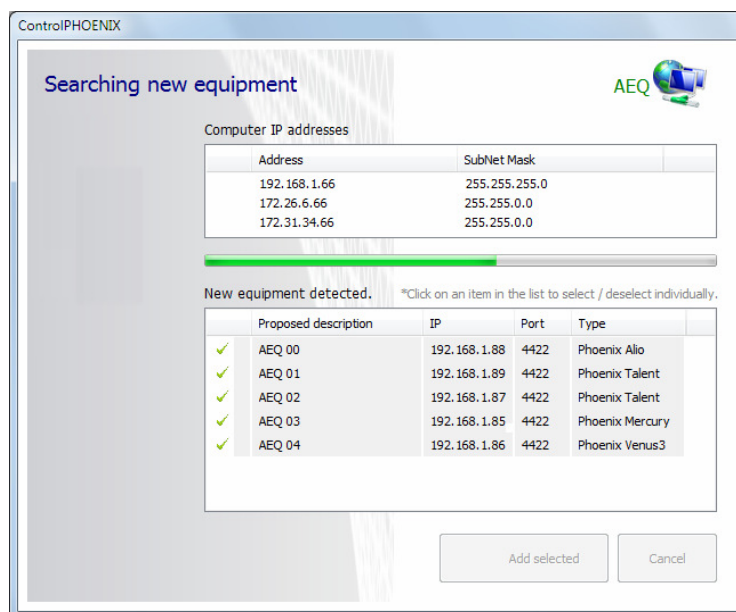 ControlPHOENIX
Searching new equipment
AEQ
Computer IP addresses
Address SubNet Mask
192.168.1.66 255.255.255.0
172.26.6.66 255.255.0.0
172.31.34.66 255.255.0.0
New equipment detected. *Click on an item in the list to select / deselect individually.
Proposed description IP Port Type
AEQ 00 192.168.1.88 4422 Phoenix Alio
AEQ 01 192.168.1.89 4422 Phoenix Talent
AEQ 02 192.168.1.87 4422 Phoenix Talent
AEQ 03 192.168.1.85 4422 Phoenix Mercury
AEQ 04 192.168.1.86 4422 Phoenix Venus3
Add selected Cancel